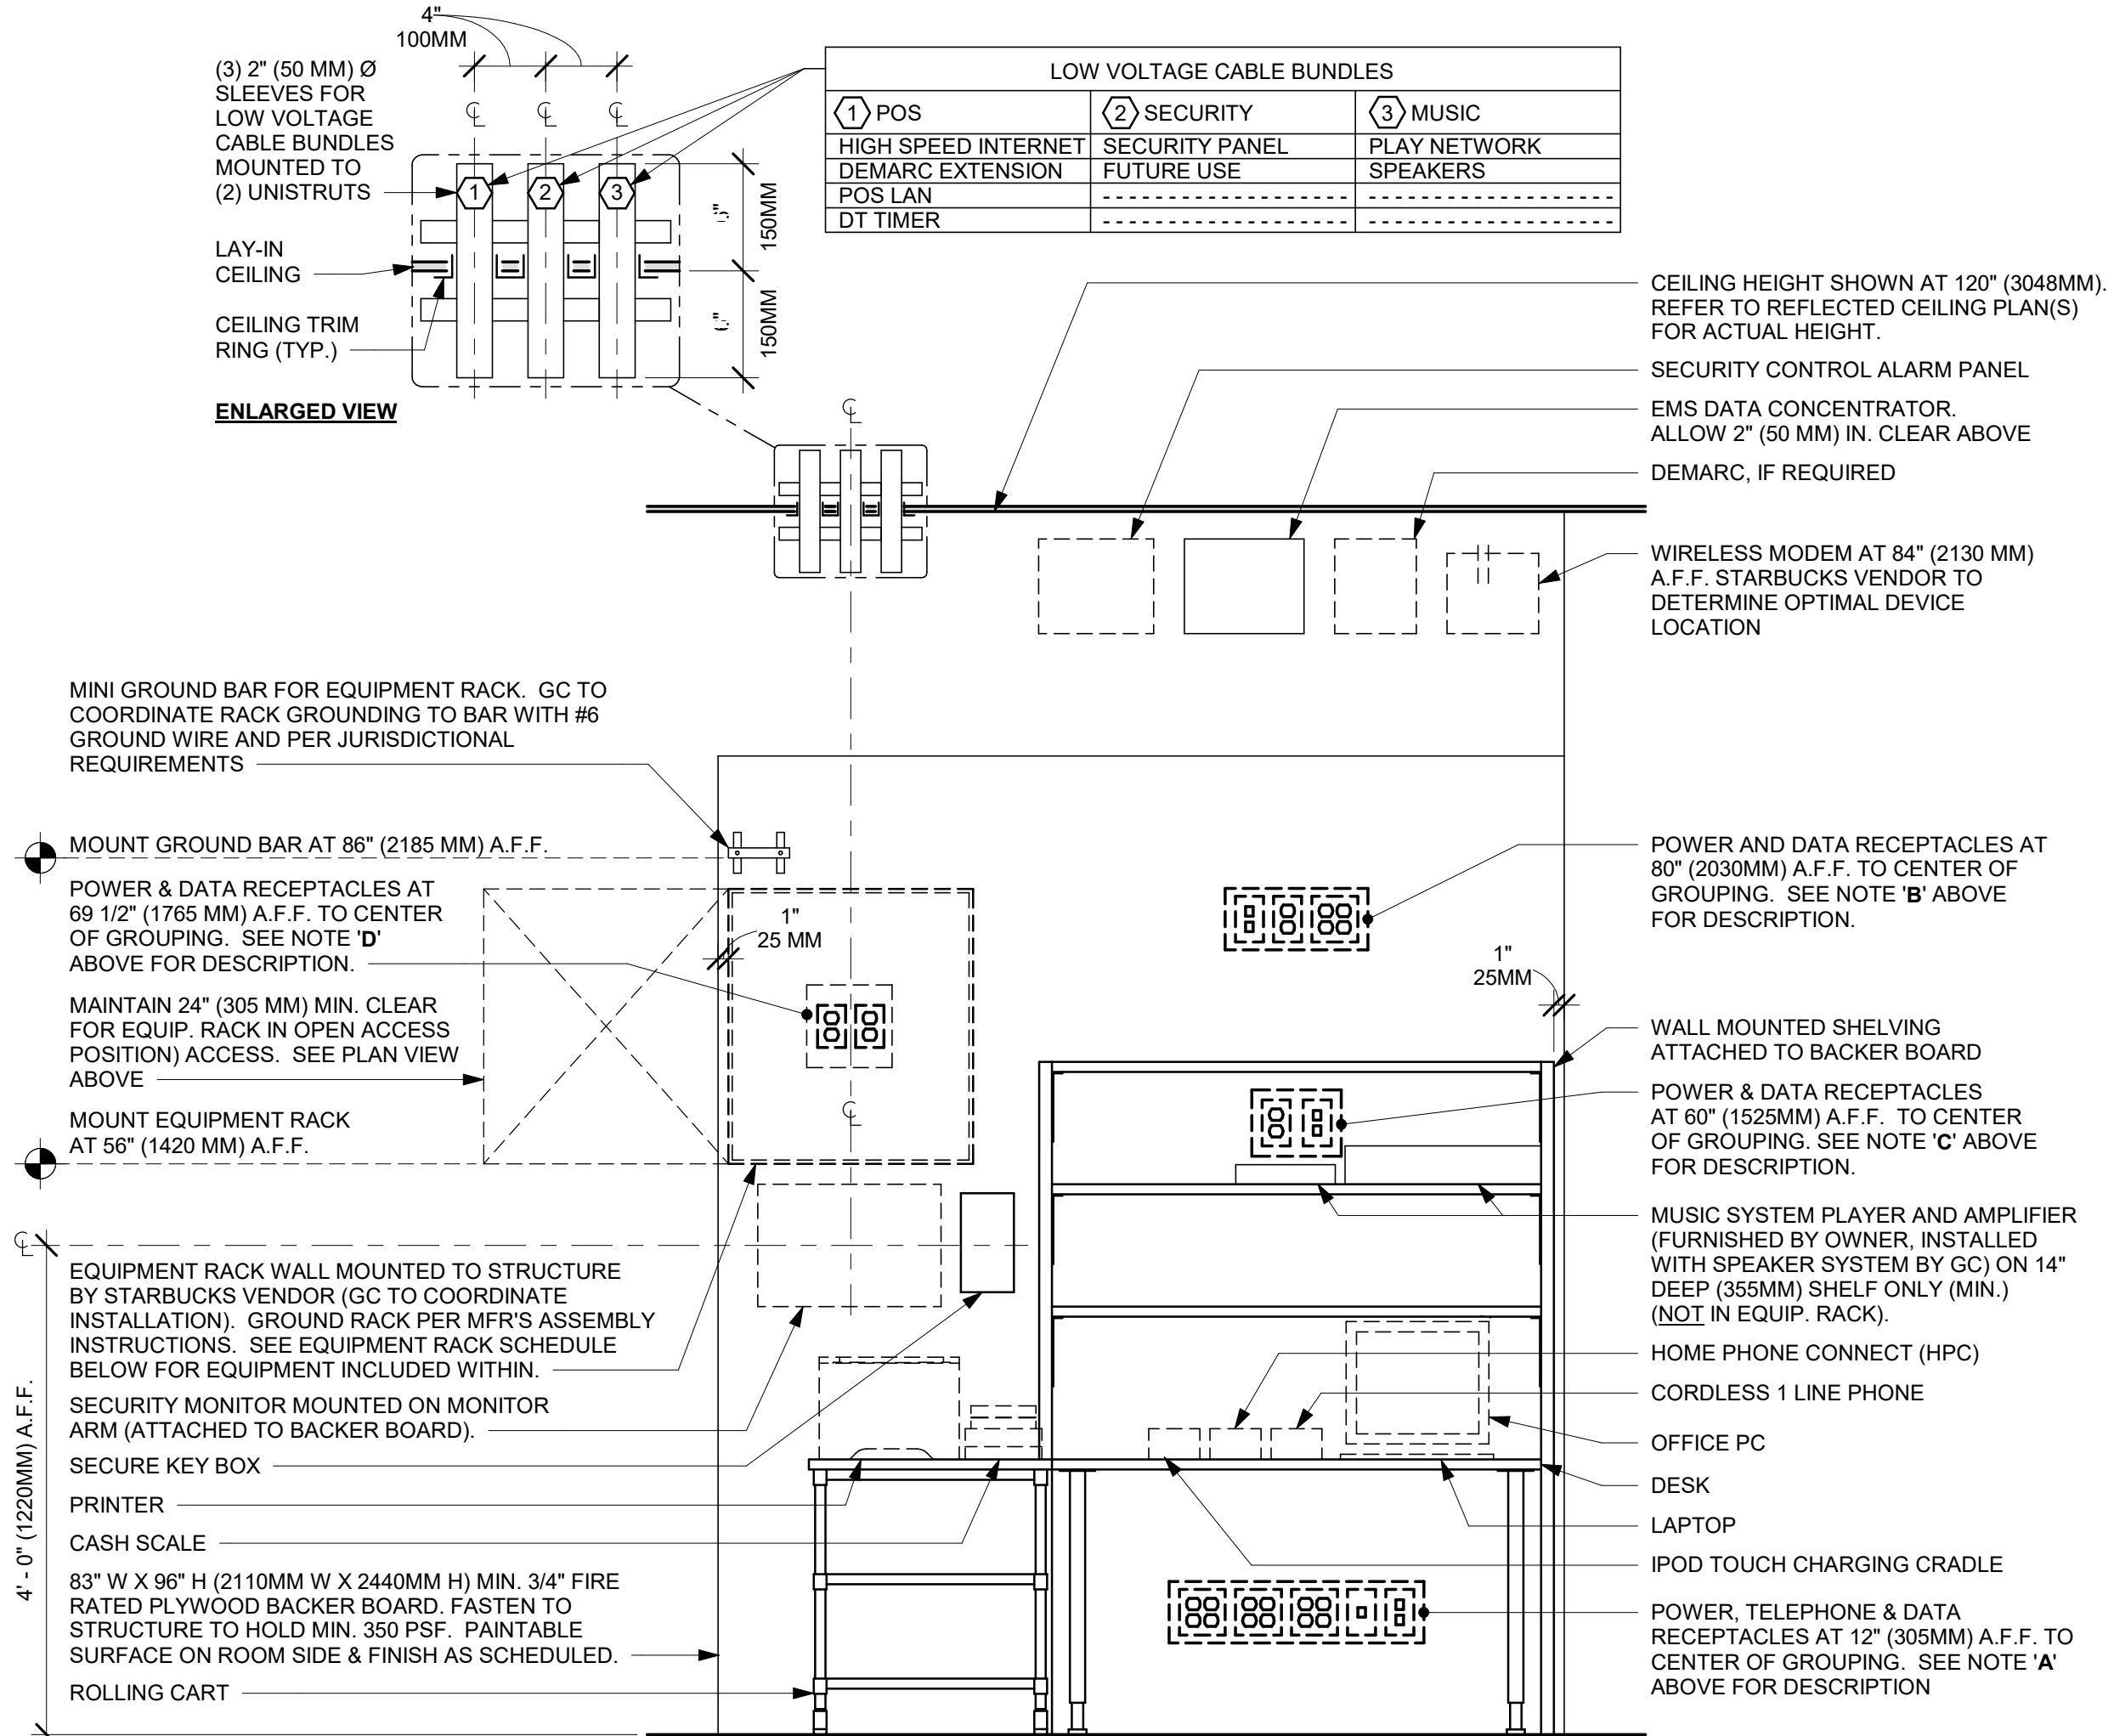 4"
100MM
(3) 2" (50 MM) Ø
SLEEVES FOR
LOW VOLTAGE
CABLE BUNDLES
MOUNTED TO
(2) UNISTRUTS
LAY-IN
CEILING
CEILING TRIM
RING (TYP.)
ENLARGED VIEW
1 2 3
150MM
150MM
LOW VOLTAGE CABLE BUNDLES
1 POS 2 SECURITY 3 MUSIC
HIGH SPEED INTERNET SECURITY PANEL PLAY NETWORK
DEMARC EXTENSION FUTURE USE SPEAKERS
POS LAN
DT TIMER
CEILING HEIGHT SHOWN AT 120" (3048MM).
REFER TO REFLECTED CEILING PLAN(S)
FOR ACTUAL HEIGHT.
SECURITY CONTROL ALARM PANEL
EMS DATA CONCENTRATOR.
ALLOW 2" (50 MM) IN. CLEAR ABOVE
DEMARC, IF REQUIRED
WIRELESS MODEM AT 84" (2130 MM)
A.F.F. STARBUCKS VENDOR TO
DETERMINE OPTIMAL DEVICE
LOCATION
MINI GROUND BAR FOR EQUIPMENT RACK. GC TO
COORDINATE RACK GROUNDING TO BAR WITH #6
GROUND WIRE AND PER JURISDICTIONAL
REQUIREMENTS
MOUNT GROUND BAR AT 86" (2185 MM) A.F.F.
POWER & DATA RECEPTACLES AT
69 1/2" (1765 MM) A.F.F. TO CENTER
OF GROUPING. SEE NOTE 'D'
ABOVE FOR DESCRIPTION.
MAINTAIN 24" (305 MM) MIN. CLEAR
FOR EQUIP. RACK IN OPEN ACCESS
POSITION) ACCESS. SEE PLAN VIEW
ABOVE
MOUNT EQUIPMENT RACK
AT 56" (1420 MM) A.F.F.
1"
25 MM
1"
25MM
POWER AND DATA RECEPTACLES AT
80" (2030MM) A.F.F. TO CENTER OF
GROUPING. SEE NOTE 'B' ABOVE
FOR DESCRIPTION.
WALL MOUNTED SHELVING
ATTACHED TO BACKER BOARD
POWER & DATA RECEPTACLES
AT 60" (1525MM) A.F.F. TO CENTER
OF GROUPING. SEE NOTE 'C' ABOVE
FOR DESCRIPTION.
MUSIC SYSTEM PLAYER AND AMPLIFIER
(FURNISHED BY OWNER, INSTALLED
WITH SPEAKER SYSTEM BY GC) ON 14"
DEEP (355MM) SHELF ONLY (MIN.)
(NOT IN EQUIP. RACK).
HOME PHONE CONNECT (HPC)
CORDLESS 1 LINE PHONE
OFFICE PC
DESK
LAPTOP
IPOD TOUCH CHARGING CRADLE
POWER, TELEPHONE & DATA
RECEPTACLES AT 12" (305MM) A.F.F. TO
CENTER OF GROUPING. SEE NOTE 'A'
ABOVE FOR DESCRIPTION
4' - 0" (1220MM) A.F.F.
EQUIPMENT RACK WALL MOUNTED TO STRUCTURE
BY STARBUCKS VENDOR (GC TO COORDINATE
INSTALLATION). GROUND RACK PER MFR'S ASSEMBLY
INSTRUCTIONS. SEE EQUIPMENT RACK SCHEDULE
BELOW FOR EQUIPMENT INCLUDED WITHIN.
SECURITY MONITOR MOUNTED ON MONITOR
ARM (ATTACHED TO BACKER BOARD).
SECURE KEY BOX
PRINTER
CASH SCALE
83" W X 96" H (2110MM W X 2440MM H) MIN. 3/4" FIRE
RATED PLYWOOD BACKER BOARD. FASTEN TO
STRUCTURE TO HOLD MIN. 350 PSF. PAINTABLE
SURFACE ON ROOM SIDE & FINISH AS SCHEDULED.
ROLLING CART